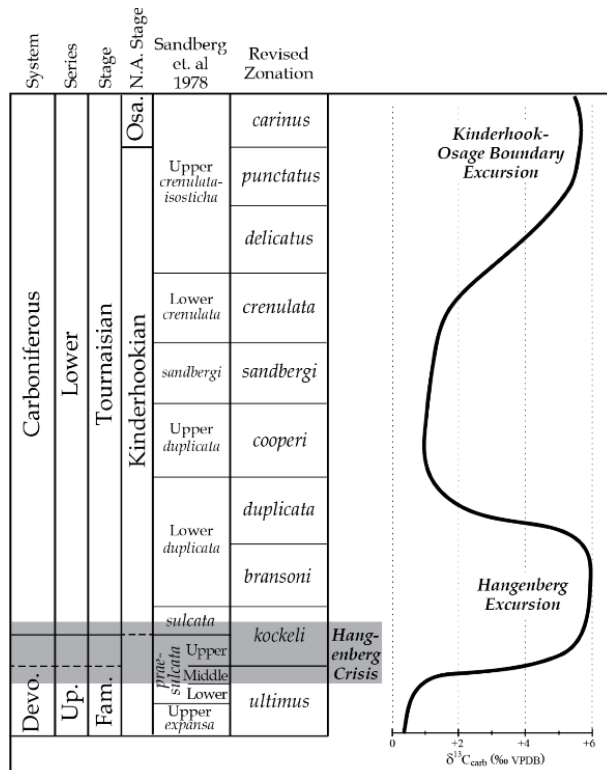 System
Series
Stage
N.A. Stage
Sandberg
et. al
1978
Revised
Zonation
Carboniferous
Devo.
Lower
Up.
Tournaisian
Fam.
Osa.
Kinderhookian
Upper
crenulata-
isosticha
Lower
crenulata
sandbergi
Upper
duplicata
Lower
duplicata
sulcata
prae-
sulcata
Upper
Middle
Lower
Upper
expansa
carinus
punctatus
delicatus
crenulata
sandbergi
cooperi
duplicata
bransoni
kockeli
ultimus
Hang-
enberg
Crisis
Kinderhook-
Osage Boundary
Excursion
Hangenberg
Excursion
0 +2 +4 +6
δ13Ccarb (‰ VPDB)